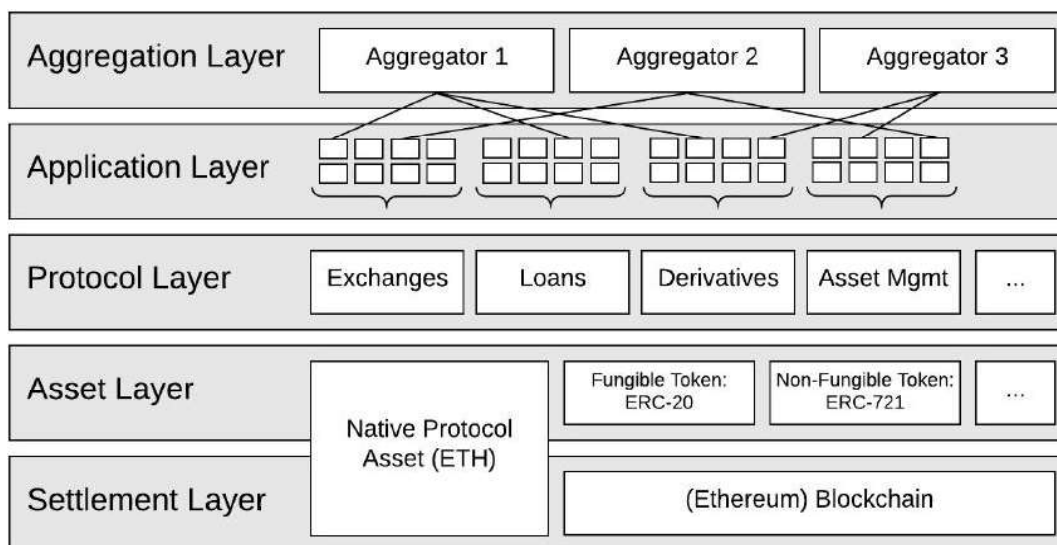 Aggregation Layer
Aggregator 1
Aggregator 2
Aggregator 3
Application Layer
Protocol Layer
Exchanges
Loans
Derivatives
Asset Mgmt
...
Asset Layer
Native Protocol
Asset (ETH)
Fungible Token:
ERC-20
Non-Fungible Token:
ERC-721
...
Settlement Layer
(Ethereum) Blockchain